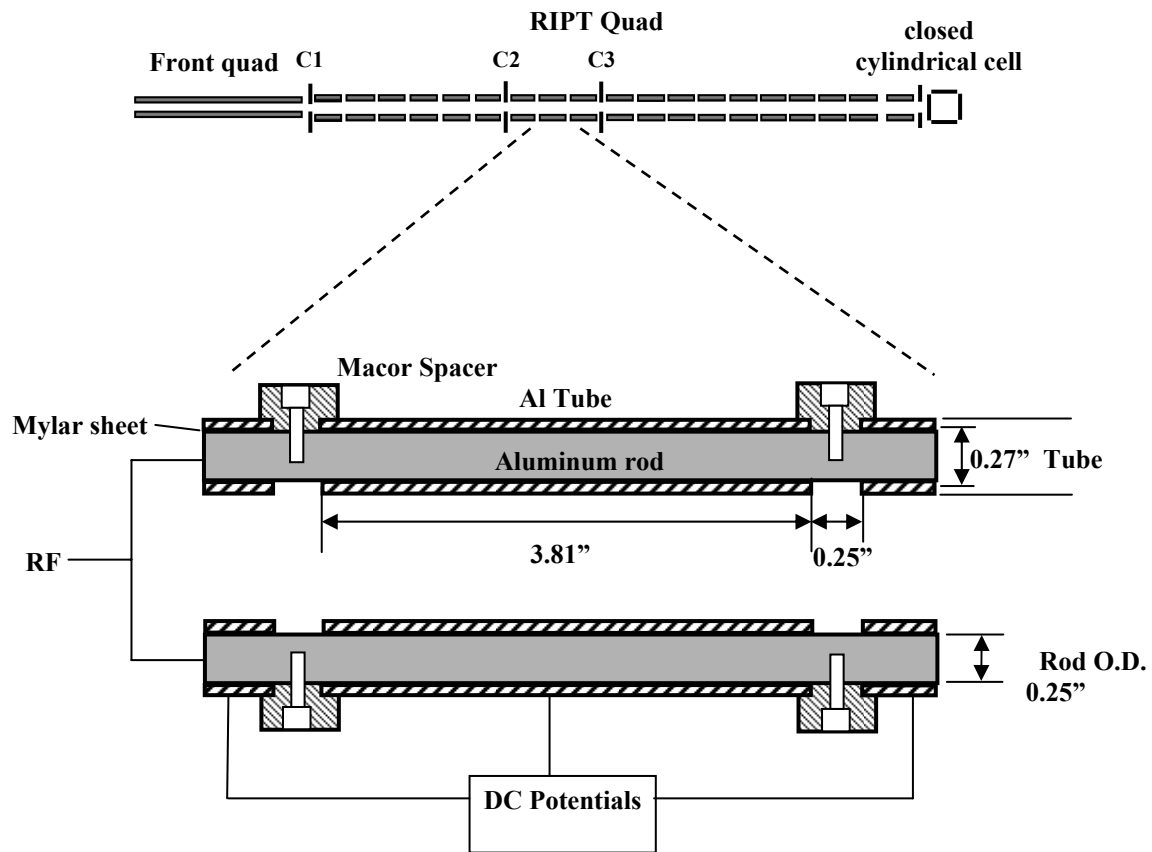 RIPT Quad
closed
cylindrical cell
Front quad
C1
C2
C3
Macor Spacer
Al Tube
Mylar sheet
Aluminum rod
0.27” Tube
3.81”
0.25”
RF
Rod O.D.
0.25”
DC Potentials